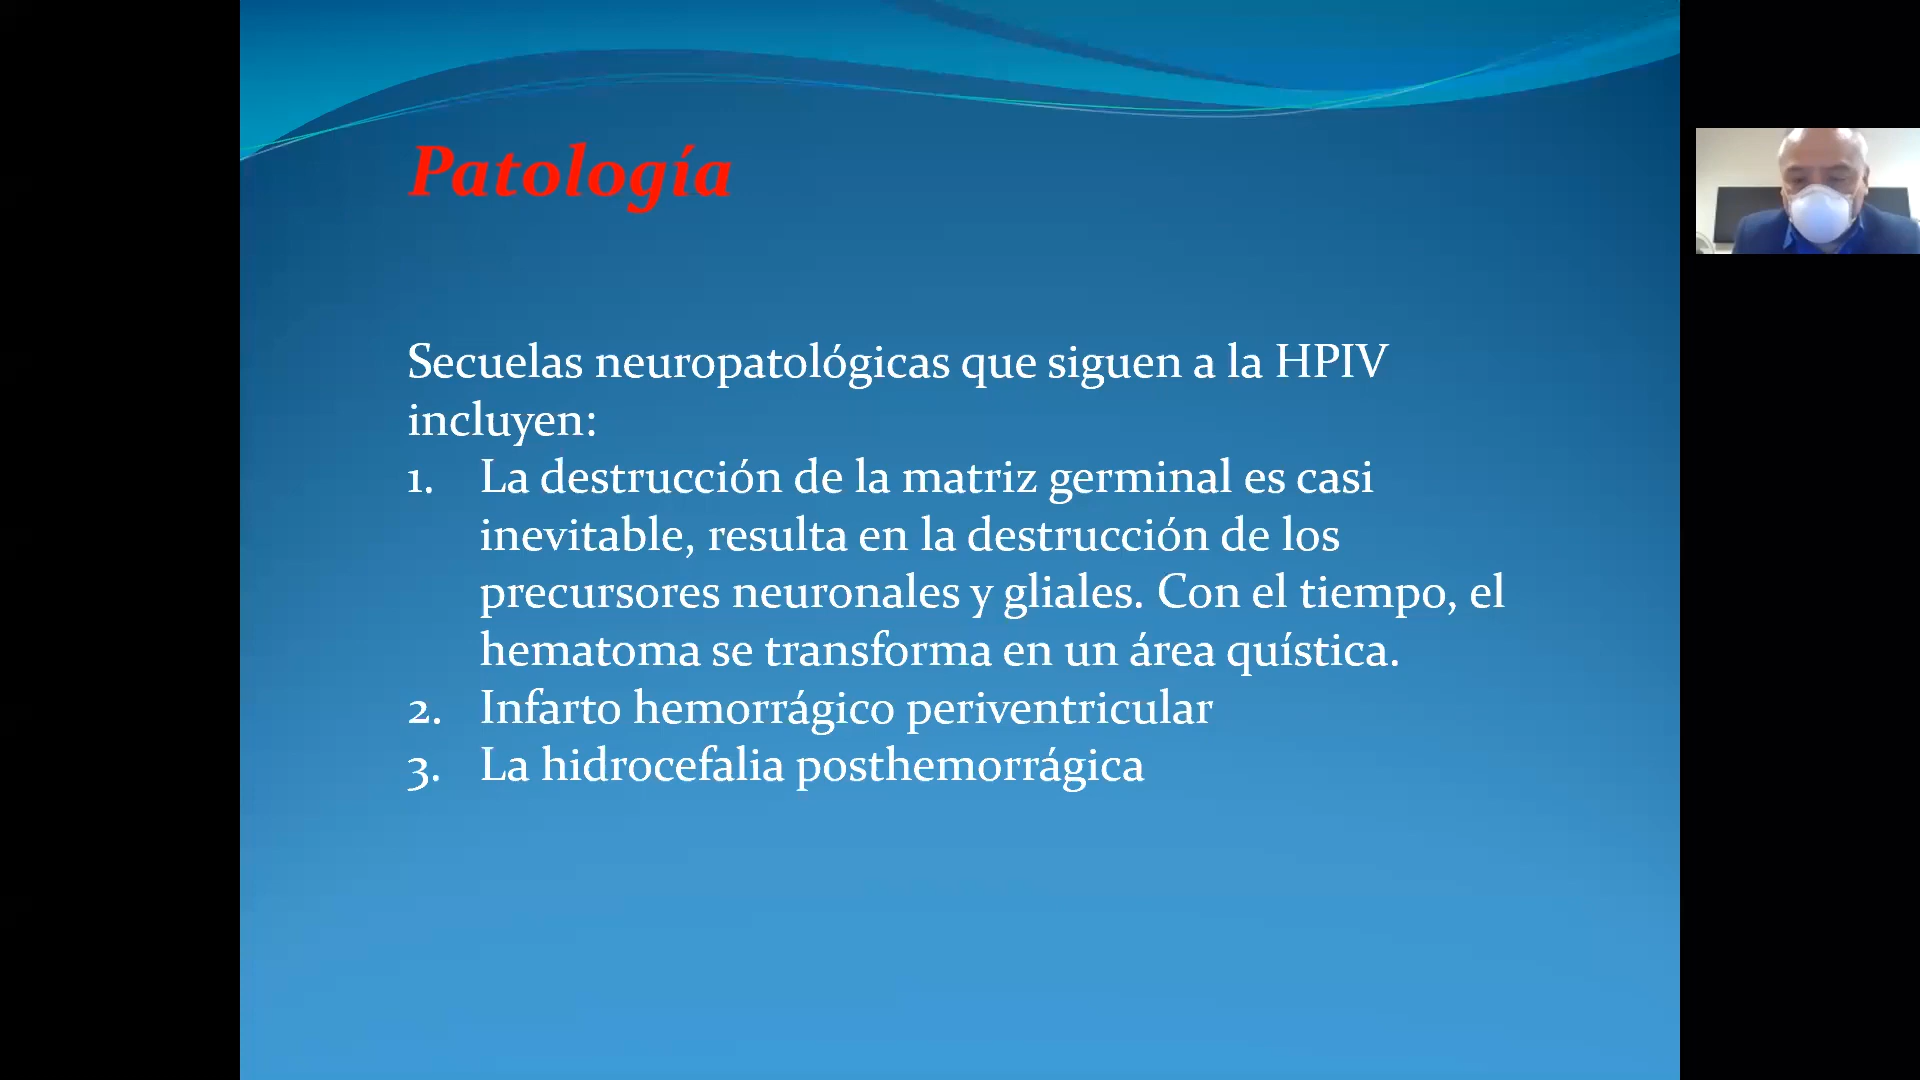 Patología
Secuelas neuropatológicas que siguen a la HPIV
incluyen:
1. La destrucción de la matriz germinal es casi
inevitable, resulta en la destrucción de los
precursores neuronales y gliales. Con el tiempo, el
hematoma se transforma en un área quística.
2. Infarto hemorrágico periventricular
3. La hidrocefalia posthemorrágica